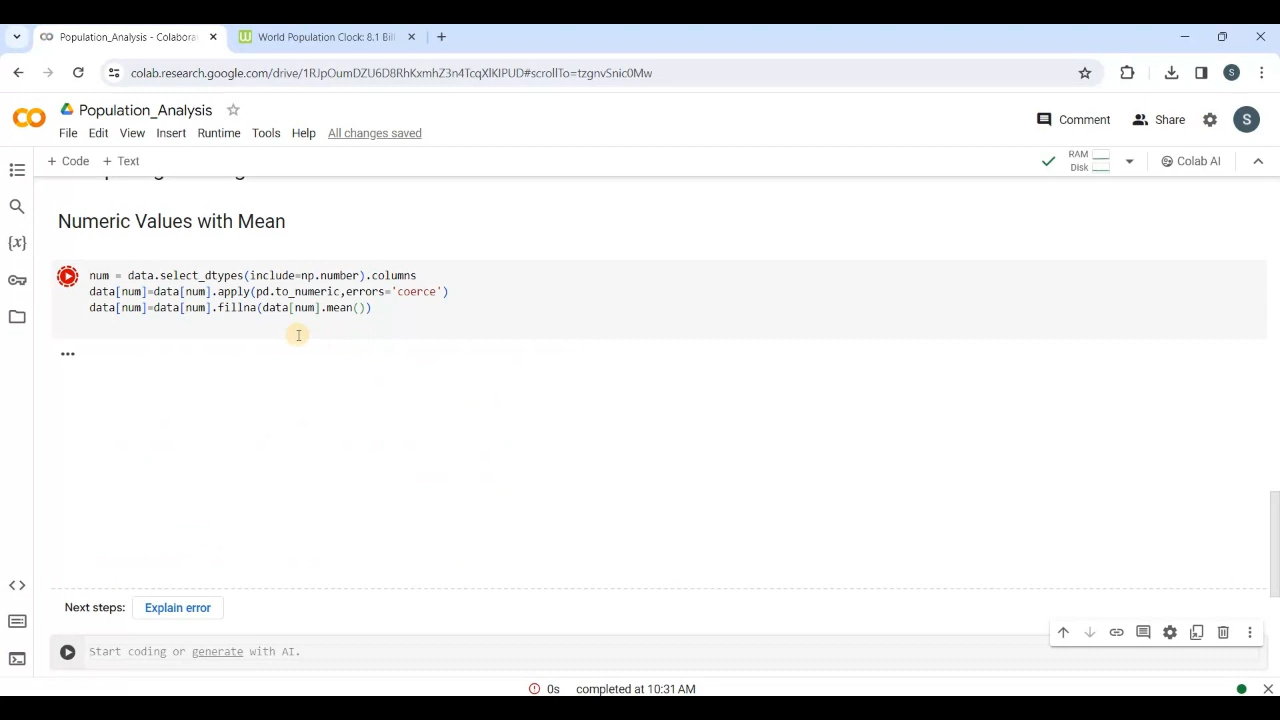 Population_Analysis - Colabora
World Population Clock: 8.1 Bil
colab.research.google.com/drive/1RJpOumDZU6D8RhKxmhZ3n4TcqXlKIPUD#scrollTo=tzgnvSnic0Mw
S
CO
Population_Analysis
Comment
Share
S
File Edit View Insert Runtime Tools Help All changes saved
+ Code + Text
RAM
Disk
Colab AI
Numeric Values with Mean
{x}
num = data.select_dtypes(include=np.number).columns
data[num]=data[num].apply(pd.to_numeric,errors='coerce')
data[num]=data[num].fillna(data[num].mean())
Next steps: Explain error
Start coding or generate with AI.
0s completed at 10:31 AM